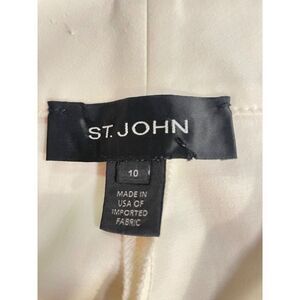 ST. JOHN
10
MADE IN
USA OF
IMPORTED
FABRIC